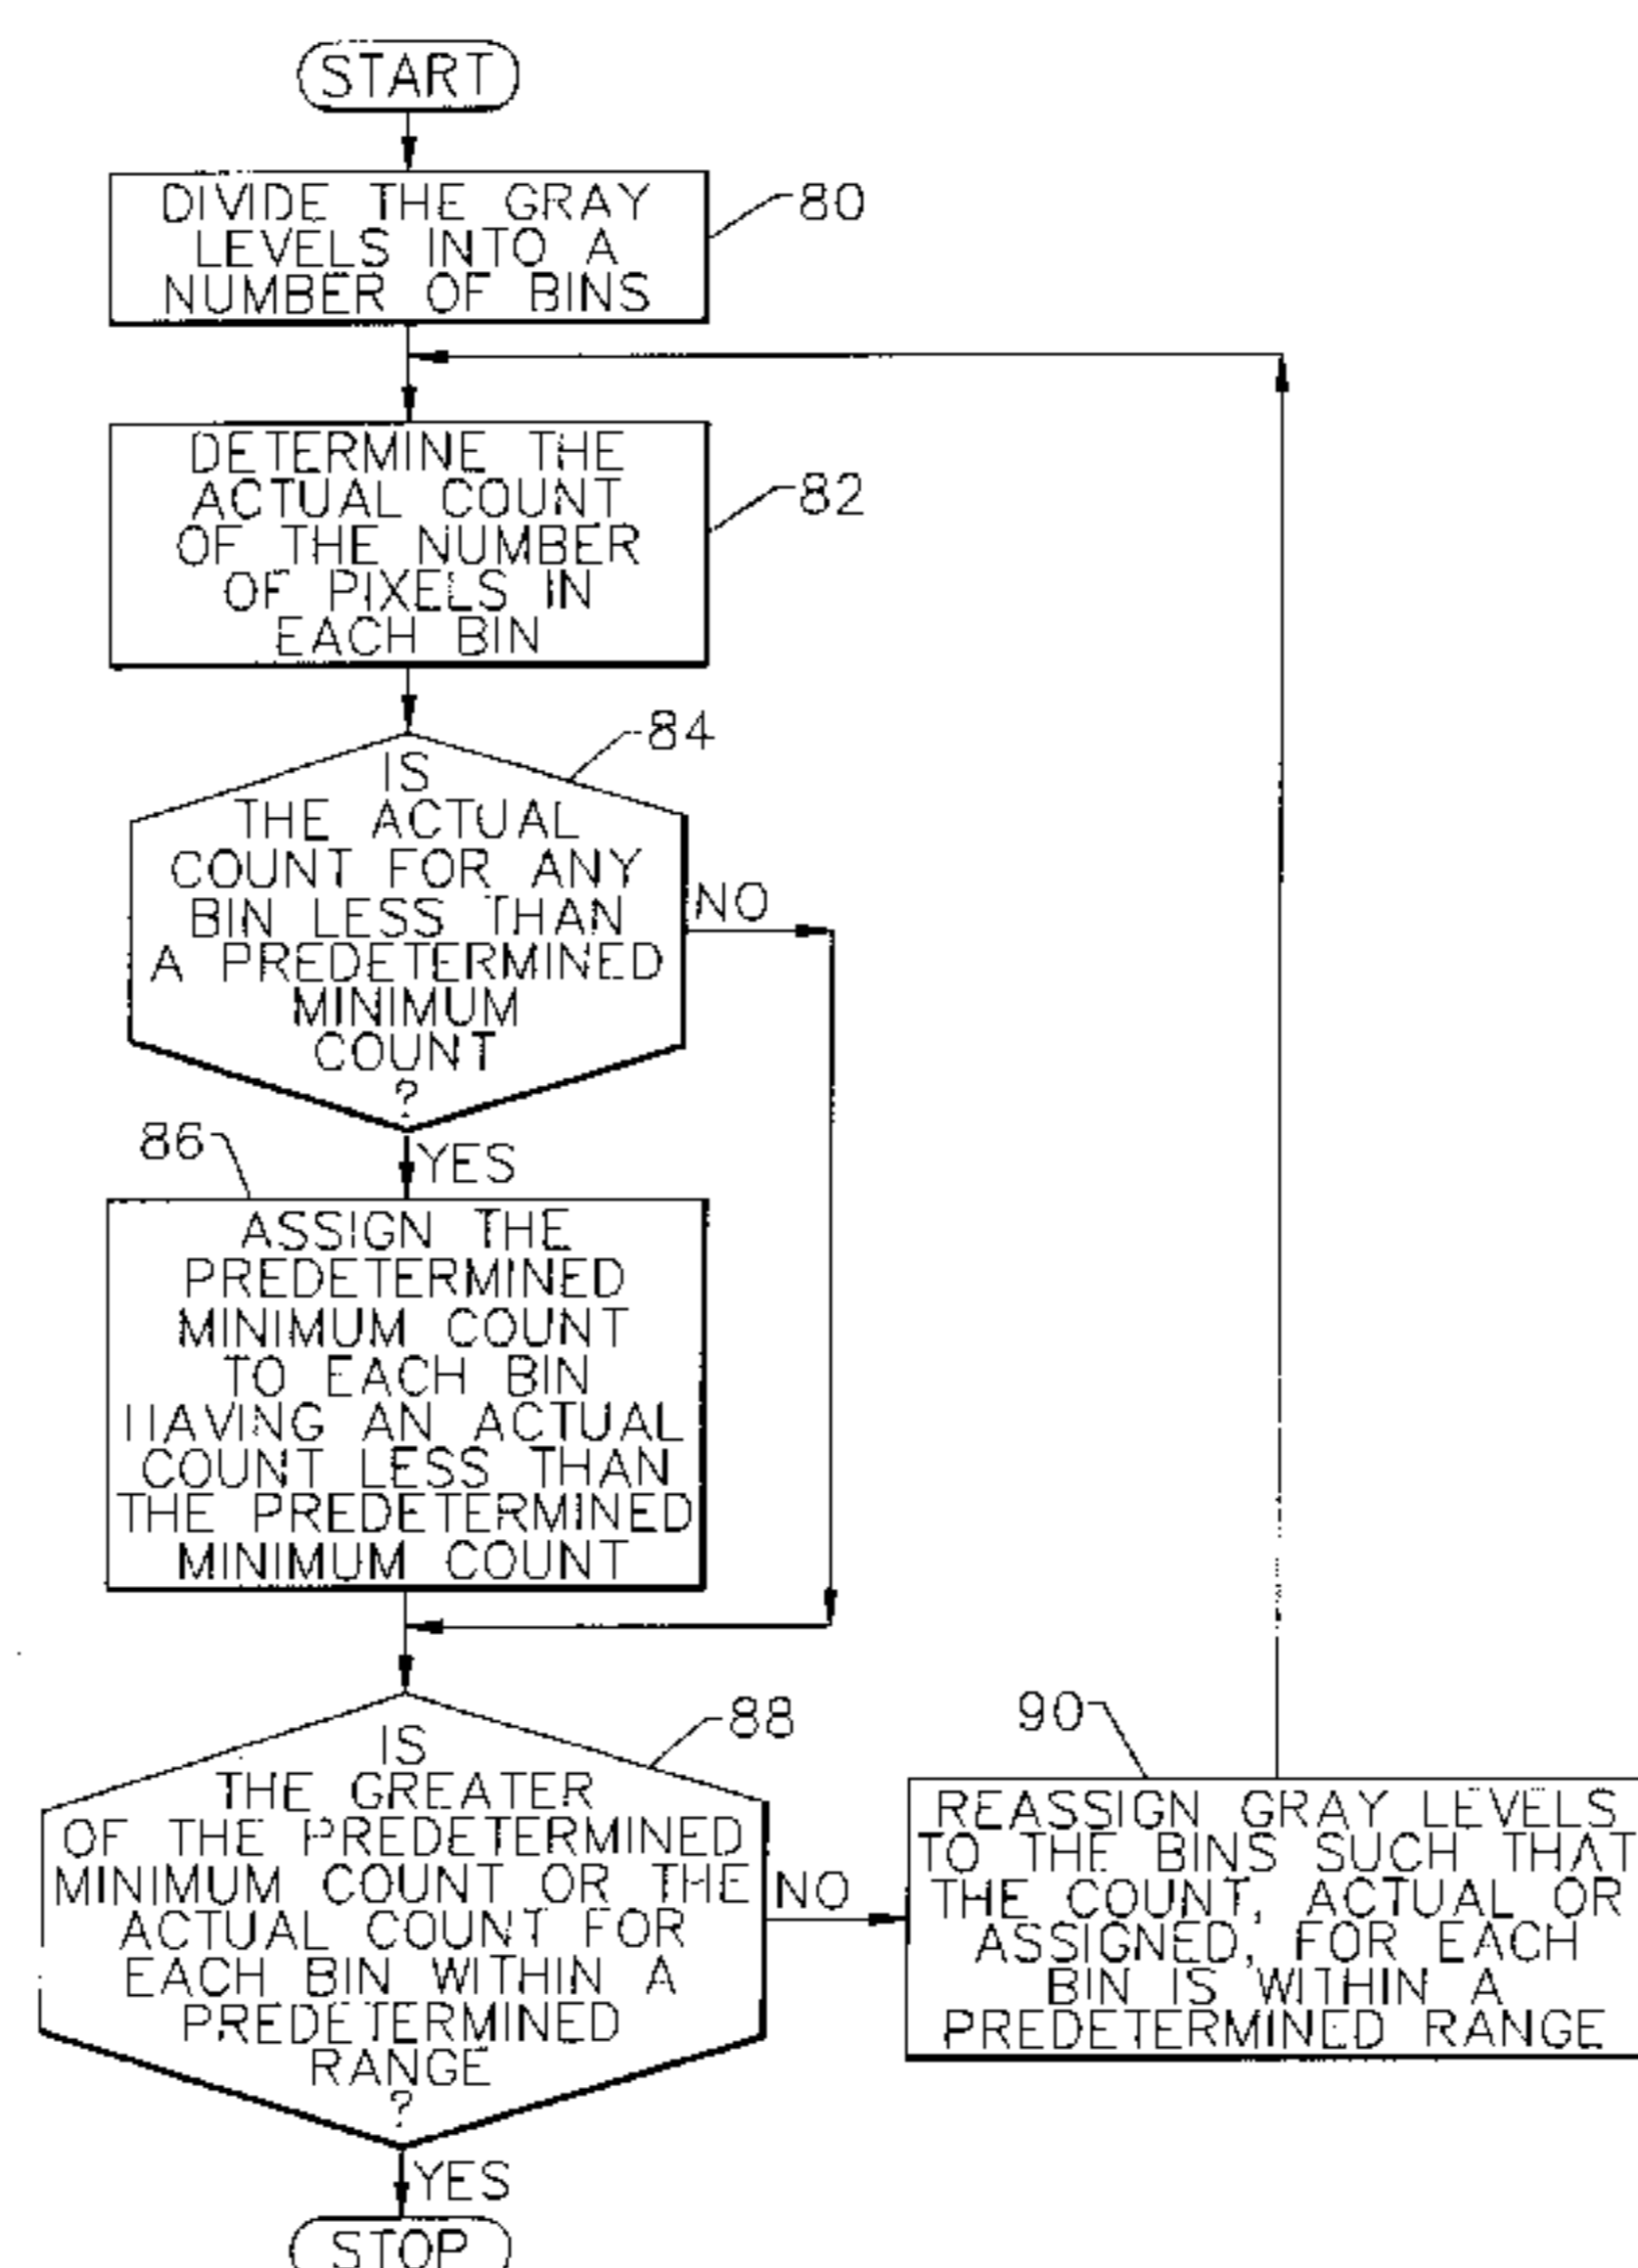 START
DIVIDE THE GRAY
LEVELS INTO A
NUMBER OF BINS
80
DETERMINE THE
ACTUAL COUNT
OF THE NUMBER
OF PIXELS IN
EACH BIN
82
84
IS
THE ACTUAL
COUNT FOR ANY
BIN LESS THAN
A PREDETERMINED
MINIMUM
COUNT
?
NO
YES
86
ASSIGN THE
PREDETERMINED
MINIMUM COUNT
TO EACH BIN
HAVING AN ACTUAL
COUNT LESS THAN
THE PREDETERMINED
MINIMUM COUNT
88
IS
THE GREATER
OF THE PREDETERMINED
MINIMUM COUNT OR THE
ACTUAL COUNT FOR
EACH BIN WITHIN A
PREDETERMINED
RANGE
?
NO
90
REASSIGN GRAY LEVELS
TO THE BINS SUCH THAT
THE COUNT, ACTUAL OR
ASSIGNED, FOR EACH
BIN IS WITHIN A
PREDETERMINED RANGE
YES
STOP